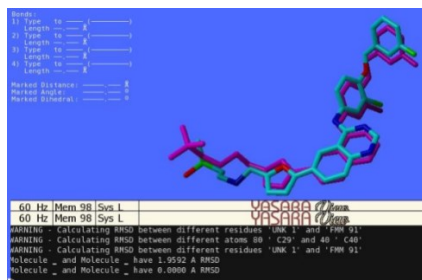 Bonds:
1) Type to ---- (---------)
Length --.--- Å
2) Type to ---- (---------)
Length --.--- Å
3) Type to ---- (---------)
Length --.--- Å
4) Type to ---- (---------)
Length --.--- Å
Marked Distance: ----.--- Å
Marked Angle: ----.--- °
Marked Dihedral: ----.--- °
60 Hz Mem 98 Sys L YASARA View
60 Hz Mem 98 Sys L YASARA View
WARNING - Calculating RMSD between different residues 'UNK 1' and 'FMM 91'
WARNING - Calculating RMSD between different atoms 80 ' C29' and 40 ' C40'
WARNING - Calculating RMSD between different residues 'UNK 1' and 'FMM 91'
Molecule _ and Molecule _ have 1.9592 A RMSD
Molecule _ and Molecule _ have 0.0000 A RMSD